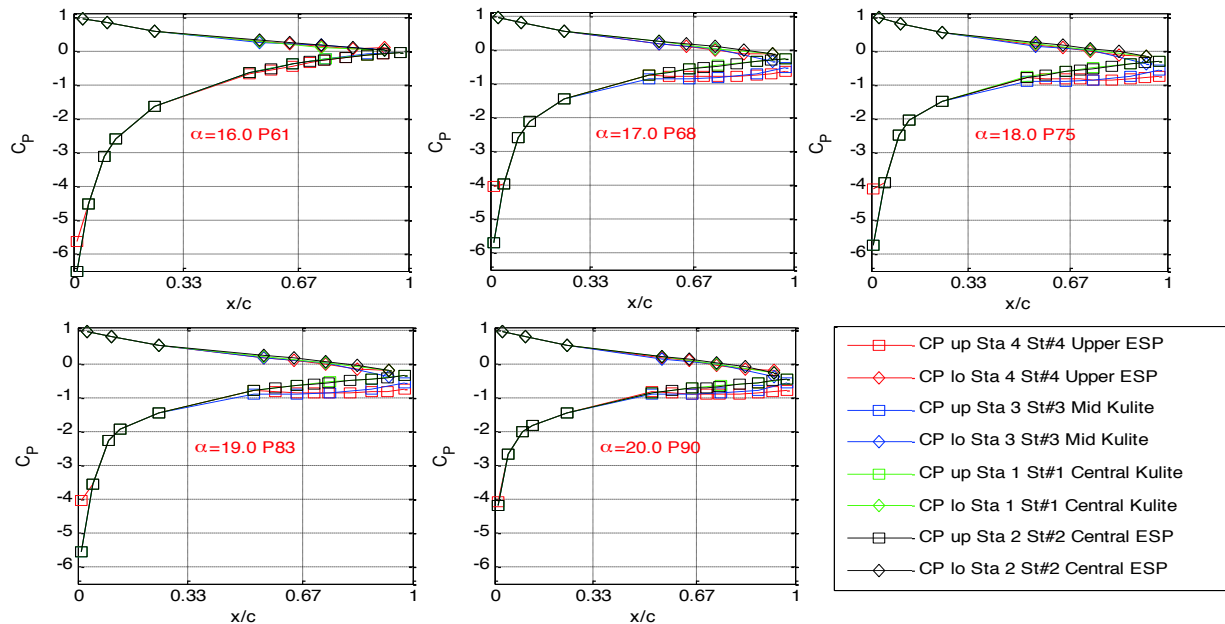 1
0
-1
-2
-3
-4
-5
-6
C_P
α=16.0 P61
0 0.33 0.67 1
x/c
1
0
-1
-2
-3
-4
-5
-6
C_P
α=17.0 P68
0 0.33 0.67 1
x/c
1
0
-1
-2
-3
-4
-5
-6
C_P
α=18.0 P75
0 0.33 0.67 1
x/c
1
0
-1
-2
-3
-4
-5
-6
C_P
α=19.0 P83
0 0.33 0.67 1
x/c
1
0
-1
-2
-3
-4
-5
-6
C_P
α=20.0 P90
0 0.33 0.67 1
x/c
CP up Sta 4 St#4 Upper ESP
CP lo Sta 4 St#4 Upper ESP
CP up Sta 3 St#3 Mid Kulite
CP lo Sta 3 St#3 Mid Kulite
CP up Sta 1 St#1 Central Kulite
CP lo Sta 1 St#1 Central Kulite
CP up Sta 2 St#2 Central ESP
CP lo Sta 2 St#2 Central ESP